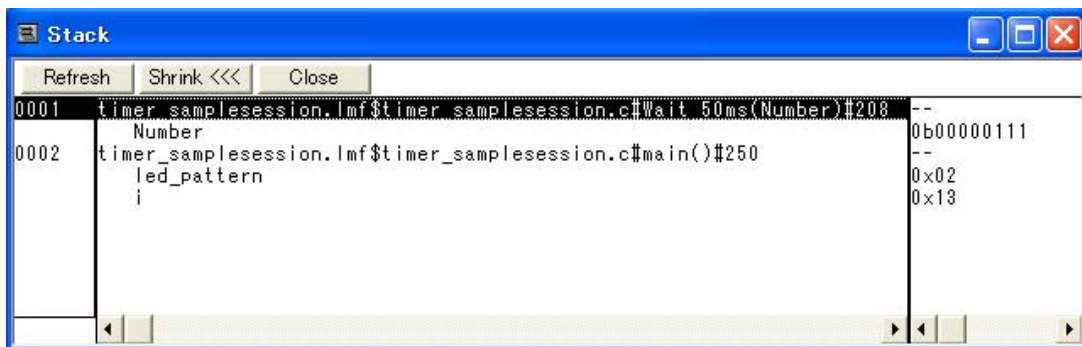 Stack
Refresh Shrink <<< Close
0001 timer_samplesession.lmf$timer_samplesession.c#Wait_50ms(Number)#208 --
Number 0b00000111
0002 timer_samplesession.lmf$timer_samplesession.c#main()#250 --
led_pattern 0x02
i 0x13